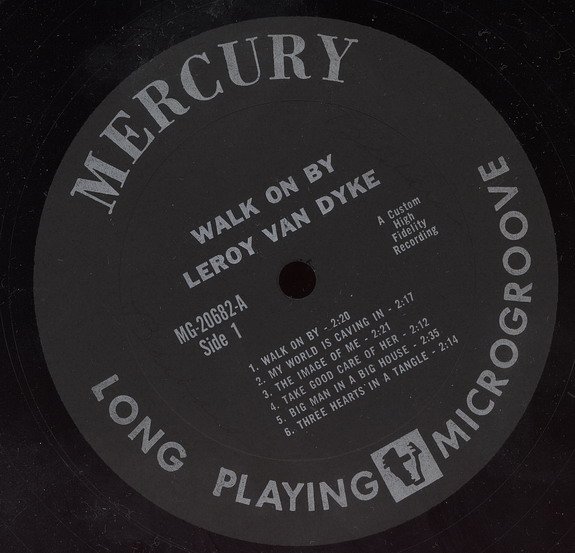 MERCURY
WALK ON BY
LEROY VAN DYKE
A Custom
High
Fidelity
Recording
MG-20682-A
Side 1
1. WALK ON BY - 2:20
2. MY WORLD IS CAVING IN - 2:17
3. THE IMAGE OF ME - 2:21
4. TAKE GOOD CARE OF HER - 2:12
5. BIG MAN IN A BIG HOUSE - 2:35
6. THREE HEARTS IN A TANGLE - 2:14
LONG PLAYING MICROGROOVE